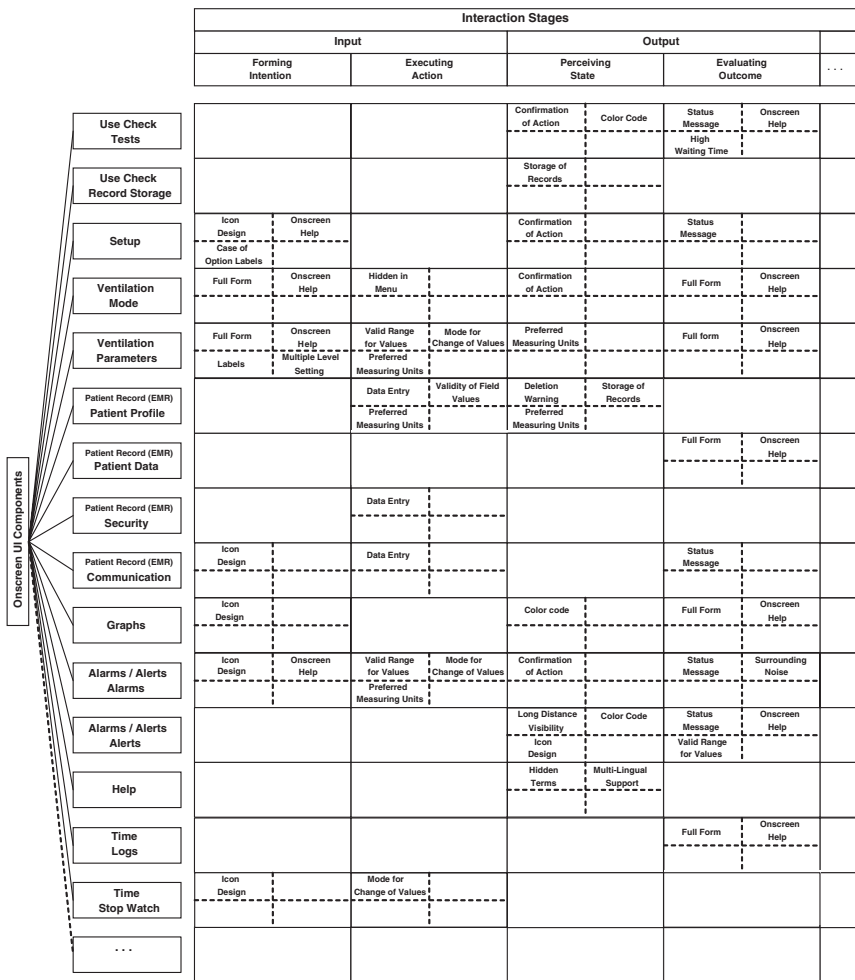 Interaction Stages
Input
Output
Forming
Intention
Executing
Action
Perceiving
State
Evaluating
Outcome
. . .
Onscreen UI Components
Use Check
Tests
Confirmation
of Action
Color Code
Status
Message
Onscreen
Help
High
Waiting Time
Use Check
Record Storage
Storage of
Records
Setup
Icon
Design
Onscreen
Help
Case of
Option Labels
Confirmation
of Action
Status
Message
Ventilation
Mode
Full Form
Onscreen
Help
Hidden in
Menu
Confirmation
of Action
Full Form
Onscreen
Help
Ventilation
Parameters
Full Form
Onscreen
Help
Labels
Multiple Level
Setting
Valid Range
for Values
Mode for
Change of Values
Preferred
Measuring Units
Preferred
Measuring Units
Full form
Onscreen
Help
Patient Record (EMR)
Patient Profile
Data Entry
Validity of Field
Values
Preferred
Measuring Units
Deletion
Warning
Storage of
Records
Preferred
Measuring Units
Patient Record (EMR)
Patient Data
Full Form
Onscreen
Help
Patient Record (EMR)
Security
Data Entry
Patient Record (EMR)
Communication
Icon
Design
Data Entry
Status
Message
Graphs
Icon
Design
Color code
Full Form
Onscreen
Help
Alarms / Alerts
Alarms
Icon
Design
Onscreen
Help
Valid Range
for Values
Mode for
Change of Values
Preferred
Measuring Units
Confirmation
of Action
Status
Message
Surrounding
Noise
Alarms / Alerts
Alerts
Long Distance
Visibility
Color Code
Icon
Design
Status
Message
Onscreen
Help
Valid Range
for Values
Help
Hidden
Terms
Multi-Lingual
Support
Time
Logs
Full Form
Onscreen
Help
Time
Stop Watch
Icon
Design
Mode for
Change of Values
. . .